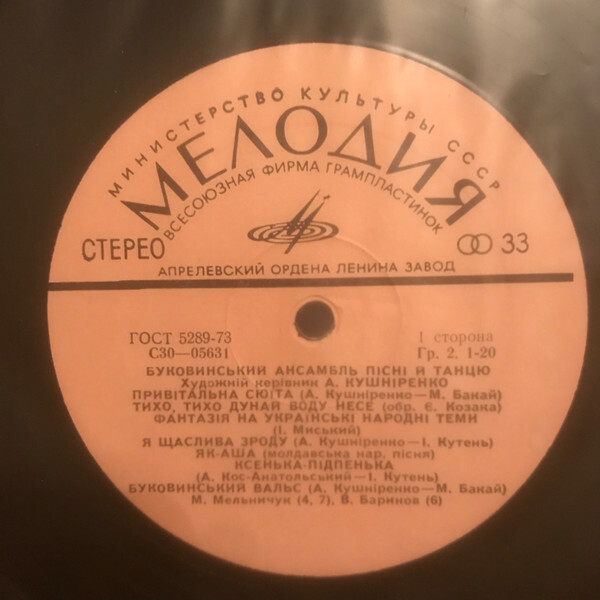 МИНИСТЕРСТВО КУЛЬТУРЫ СССР
МЕЛОДИЯ
ВСЕСОЮЗНАЯ ФИРМА ГРАМПЛАСТИНОК
СТЕРЕО
33
АПРЕЛЕВСКИЙ ОРДЕНА ЛЕНИНА ЗАВОД
ГОСТ 5289-73
1 сторона
С30—05631
Гр. 2. 1-20
БУКОВИНСЬКИЙ АНСАМБЛЬ ПІСНІ Й ТАНЦЮ
Художній керівник А. КУШНІРЕНКО
ПРИВІТАЛЬНА СЮІТА (А. Кушніренко—М. Бакай)
ТИХО, ТИХО ДУНАЙ ВОДУ НЕСЕ (обр. Є. Козака)
ФАНТАЗІЯ НА УКРАЇНСЬКІ НАРОДНІ ТЕМИ
(І. Миський)
Я ЩАСЛИВА ЗРОДУ (А. Кушніренко—І. Кутень)
ЯК-АША (молдавська нар. пісня)
КСЕНЬКА-ПІДПЕНЬКА
(А. Кос-Анатольський—І. Кутень)
БУКОВИНСЬКИЙ ВАЛЬС (А. Кушніренко—М. Бакай)
М. Мельничук (4, 7), В. Баринов (6)